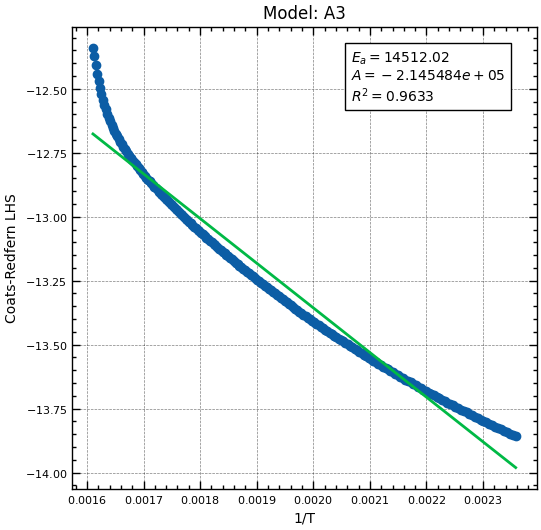 Model: A3
E_a = 14512.02
A = −2.145484e + 05
R² = 0.9633
Coats-Redfern LHS
−12.50
−12.75
−13.00
−13.25
−13.50
−13.75
−14.00
0.0016 0.0017 0.0018 0.0019 0.0020 0.0021 0.0022 0.0023
1/T